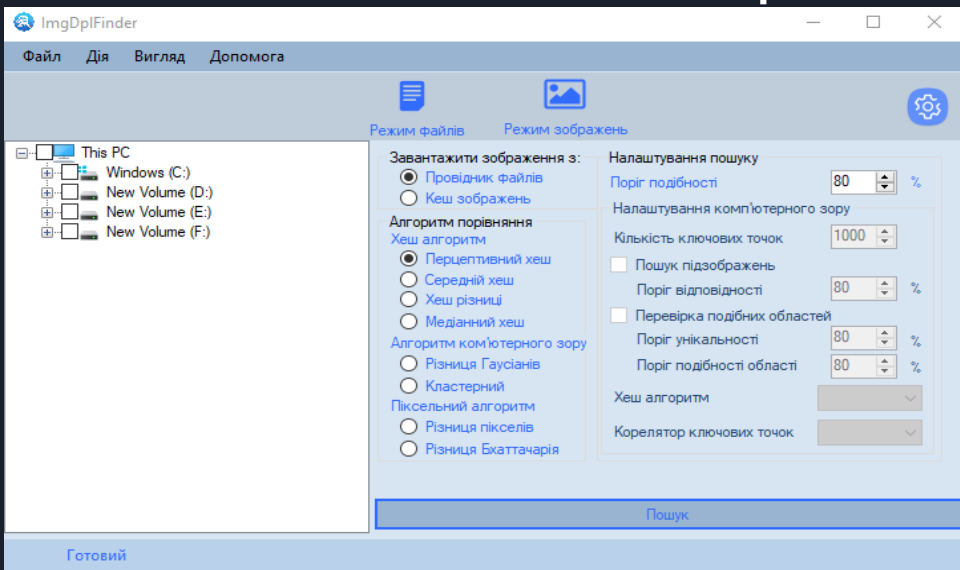 ImgDplFinder
Файл Дія Вигляд Допомога
Режим файлів Режим зображень
This PC
Windows (C:)
New Volume (D:)
New Volume (E:)
New Volume (F:)
Завантажити зображення з:
Провідник файлів
Кеш зображень
Алгоритм порівняння
Хеш алгоритм
Перцептивний хеш
Середній хеш
Хеш різниці
Медіанний хеш
Алгоритм ком'ютерного зору
Різниця Гаусіанів
Кластерний
Піксельний алгоритм
Різниця пікселів
Різниця Бхаттачарія
Налаштування пошуку
Поріг подібності 80 %
Налаштування комп'ютерного зору
Кількість ключових точок 1000
Пошук підзображень
Поріг відповідності 80 %
Перевірка подібних областей
Поріг унікальності 80 %
Поріг подібності області 80 %
Хеш алгоритм
Корелятор ключових точок
Пошук
Готовий